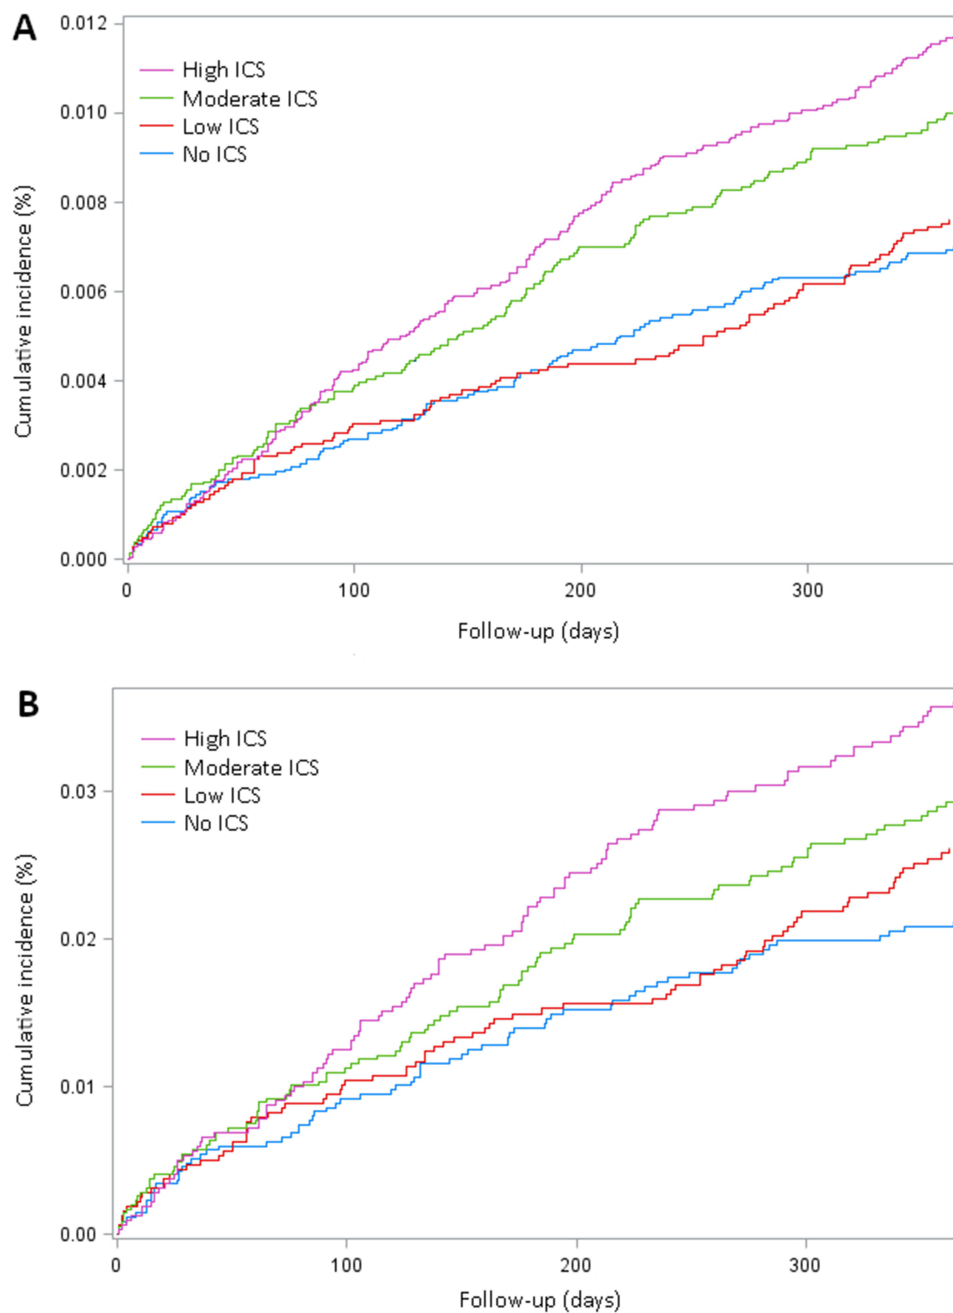 A
0.012
0.010
0.008
0.006
0.004
0.002
0.000
Cumulative incidence (%)
High ICS
Moderate ICS
Low ICS
No ICS
0 100 200 300
Follow-up (days)
B
0.03
0.02
0.01
0.00
Cumulative incidence (%)
High ICS
Moderate ICS
Low ICS
No ICS
0 100 200 300
Follow-up (days)